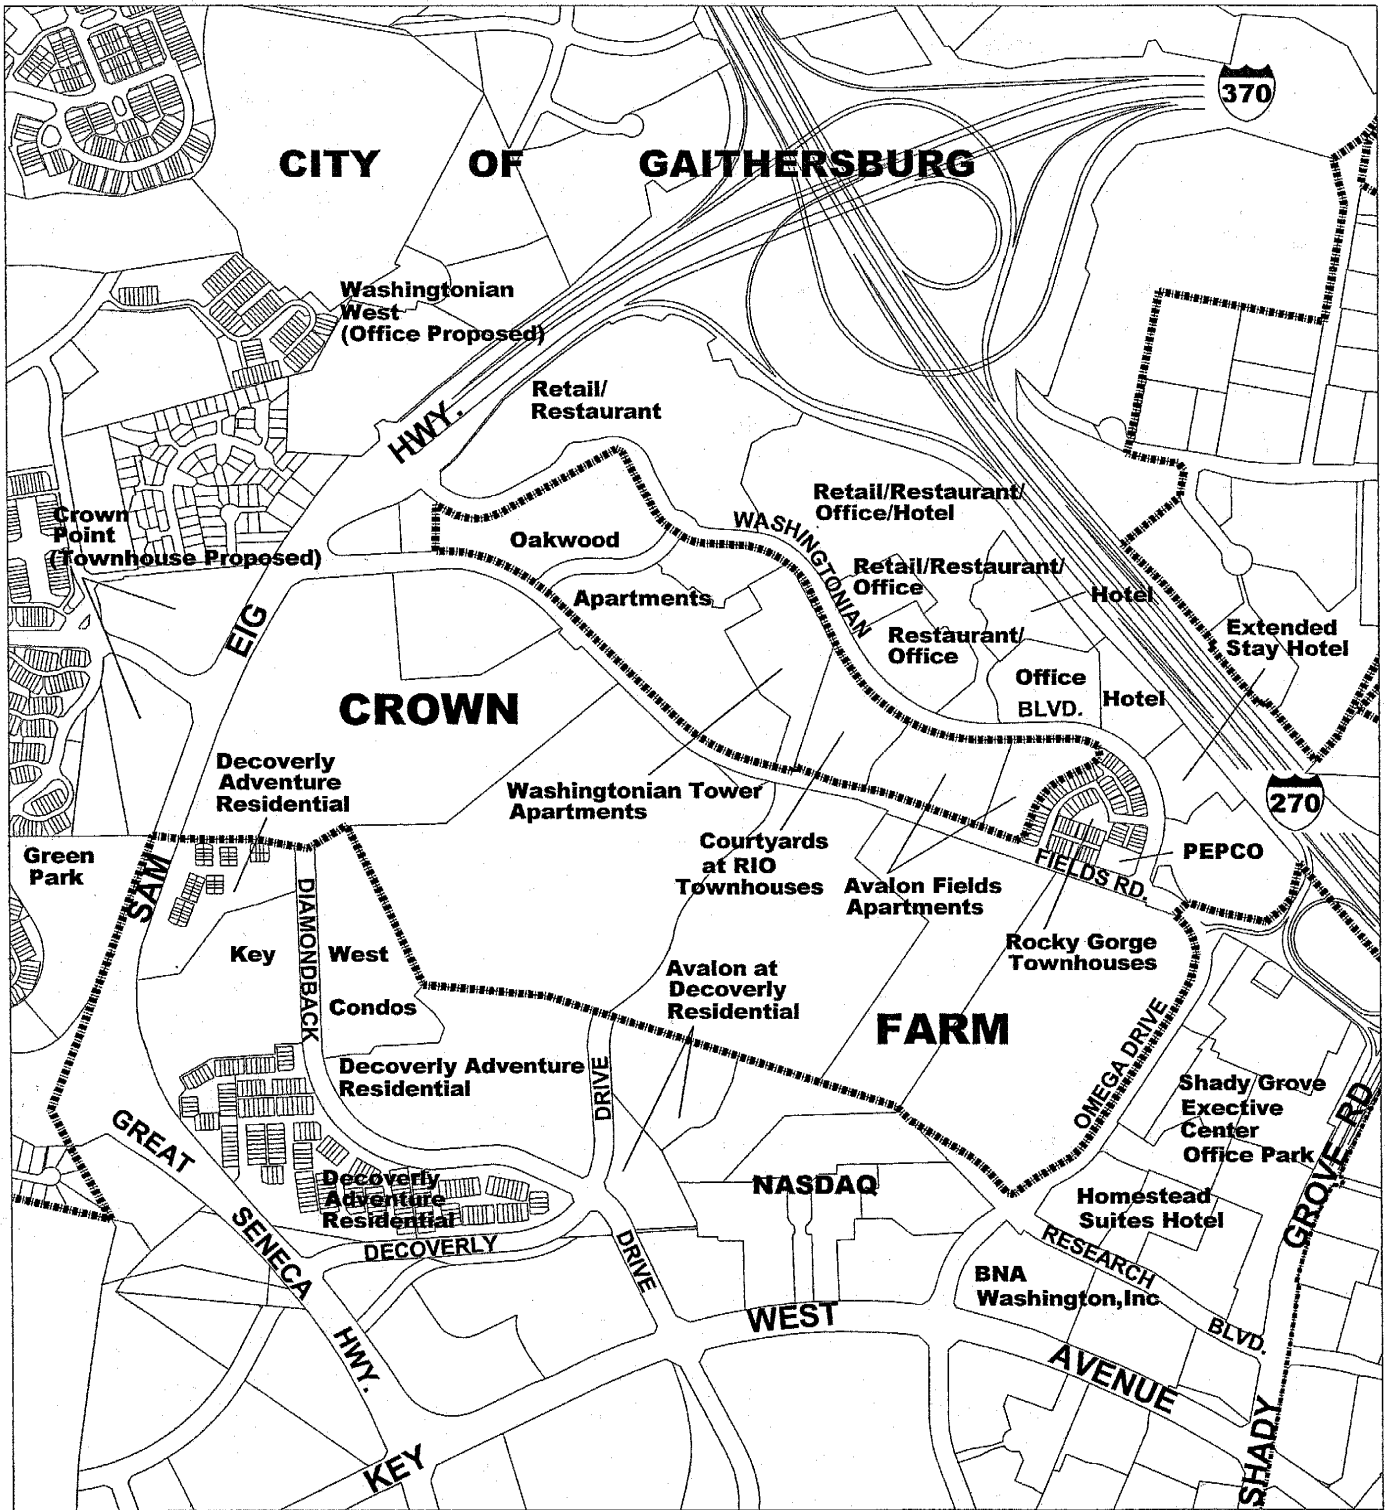 370
CITY OF GAITHERSBURG
Washingtonian
West
(Office Proposed)
Retail/
Restaurant
HWY.
Crown
Point
(Townhouse Proposed)
Oakwood
Apartments
WASHINGTONIAN
Retail/Restaurant/
Office/Hotel
Retail/Restaurant/
Office
Hotel
Restaurant/
Office
Extended
Stay Hotel
Office
BLVD.
Hotel
EIG
CROWN
Decoverly
Adventure
Residential
Washingtonian Tower
Apartments
270
Courtyards
at RIO
Townhouses
Avalon Fields
Apartments
FIELDS RD.
PEPCO
Green
Park
SAM
DIAMONDBACK
Key West
Condos
Rocky Gorge
Townhouses
Avalon at
Decoverly
Residential
FARM
OMEGA DRIVE
Decoverly Adventure
Residential
DRIVE
Shady Grove
Exective
Center
Office Park
GREAT
SENECA
HWY.
Decoverly
Adventure
Residential
NASDAQ
Homestead
Suites Hotel
DECOVERLY
DRIVE
RESEARCH
BLVD.
BNA
Washington,Inc
KEY
WEST
AVENUE
SHADY
GROVE
RD